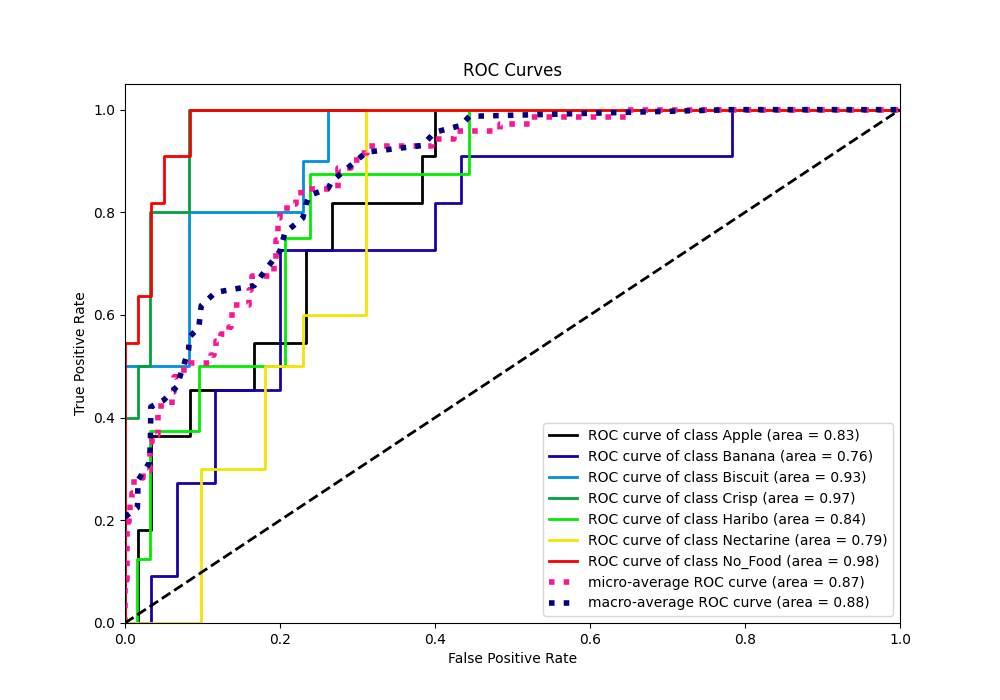 ROC Curves
True Positive Rate
1.0
0.8
0.6
0.4
0.2
0.0
ROC curve of class Apple (area = 0.83)
ROC curve of class Banana (area = 0.76)
ROC curve of class Biscuit (area = 0.93)
ROC curve of class Crisp (area = 0.97)
ROC curve of class Haribo (area = 0.84)
ROC curve of class Nectarine (area = 0.79)
ROC curve of class No_Food (area = 0.98)
micro-average ROC curve (area = 0.87)
macro-average ROC curve (area = 0.88)
0.0 0.2 0.4 0.6 0.8 1.0
False Positive Rate